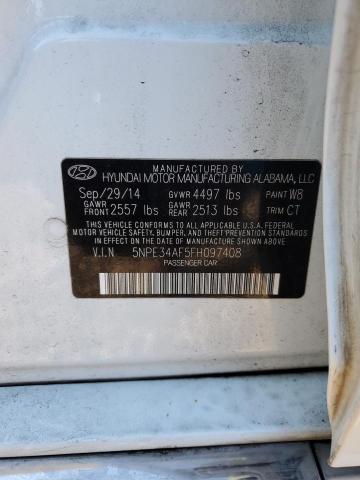 MANUFACTURED BY
HYUNDAI MOTOR MANUFACTURING ALABAMA, LLC
Sep/29/14 GVWR 4497 lbs PAINT W8
GAWR FRONT 2557 lbs GAWR REAR 2513 lbs TRIM CT
THIS VEHICLE CONFORMS TO ALL APPLICABLE U.S.A. FEDERAL
MOTOR VEHICLE SAFETY, BUMPER, AND THEFT PREVENTION
STANDARDS IN EFFECT ON THE DATE OF MANUFACTURE SHOWN ABOVE.
V.I.N 5NPE34AF5FH097408
PASSENGER CAR